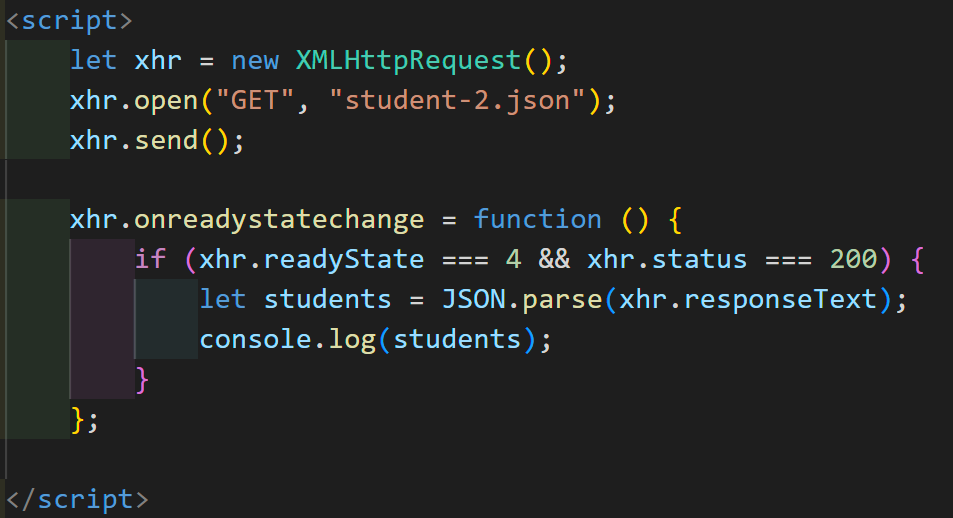 <script>
    let xhr = new XMLHttpRequest();
    xhr.open("GET", "student-2.json");
    xhr.send();

    xhr.onreadystatechange = function () {
        if (xhr.readyState === 4 && xhr.status === 200) {
            let students = JSON.parse(xhr.responseText);
            console.log(students);
        }
    };

</script>